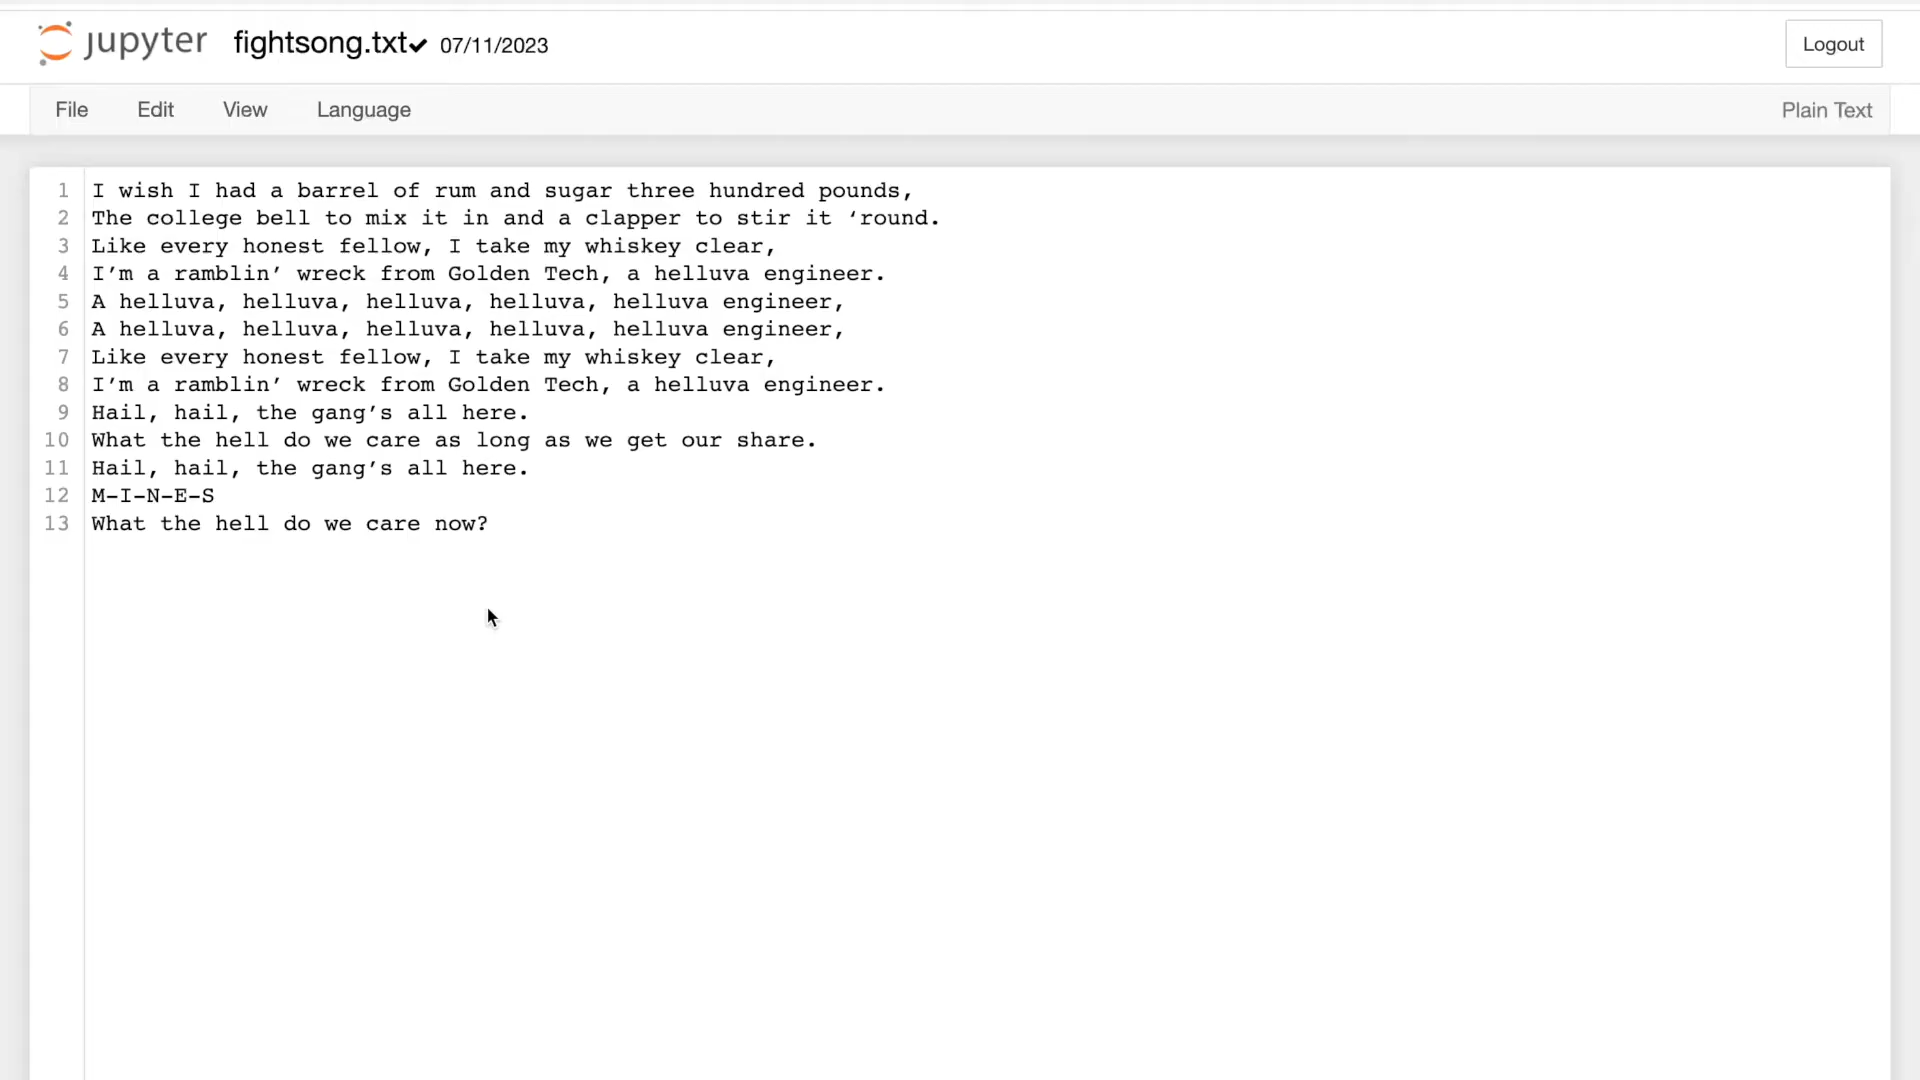 jupyter fightsong.txt✔ 07/11/2023
Logout
File Edit View Language
Plain Text
1 I wish I had a barrel of rum and sugar three hundred pounds,
2 The college bell to mix it in and a clapper to stir it ‘round.
3 Like every honest fellow, I take my whiskey clear,
4 I’m a ramblin’ wreck from Golden Tech, a helluva engineer.
5 A helluva, helluva, helluva, helluva, helluva engineer,
6 A helluva, helluva, helluva, helluva, helluva engineer,
7 Like every honest fellow, I take my whiskey clear,
8 I’m a ramblin’ wreck from Golden Tech, a helluva engineer.
9 Hail, hail, the gang’s all here.
10 What the hell do we care as long as we get our share.
11 Hail, hail, the gang’s all here.
12 M-I-N-E-S
13 What the hell do we care now?